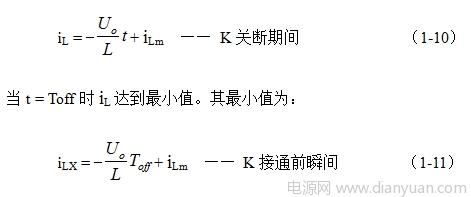 iL = -Uo/L t + iLm —— K 关断期间 （1-10）
当 t = Toff 时 iL 达到最小值。其最小值为：
iLX = -Uo/L Toff + iLm —— K 接通前瞬间 （1-11）
电源网 www.dianyuan.com